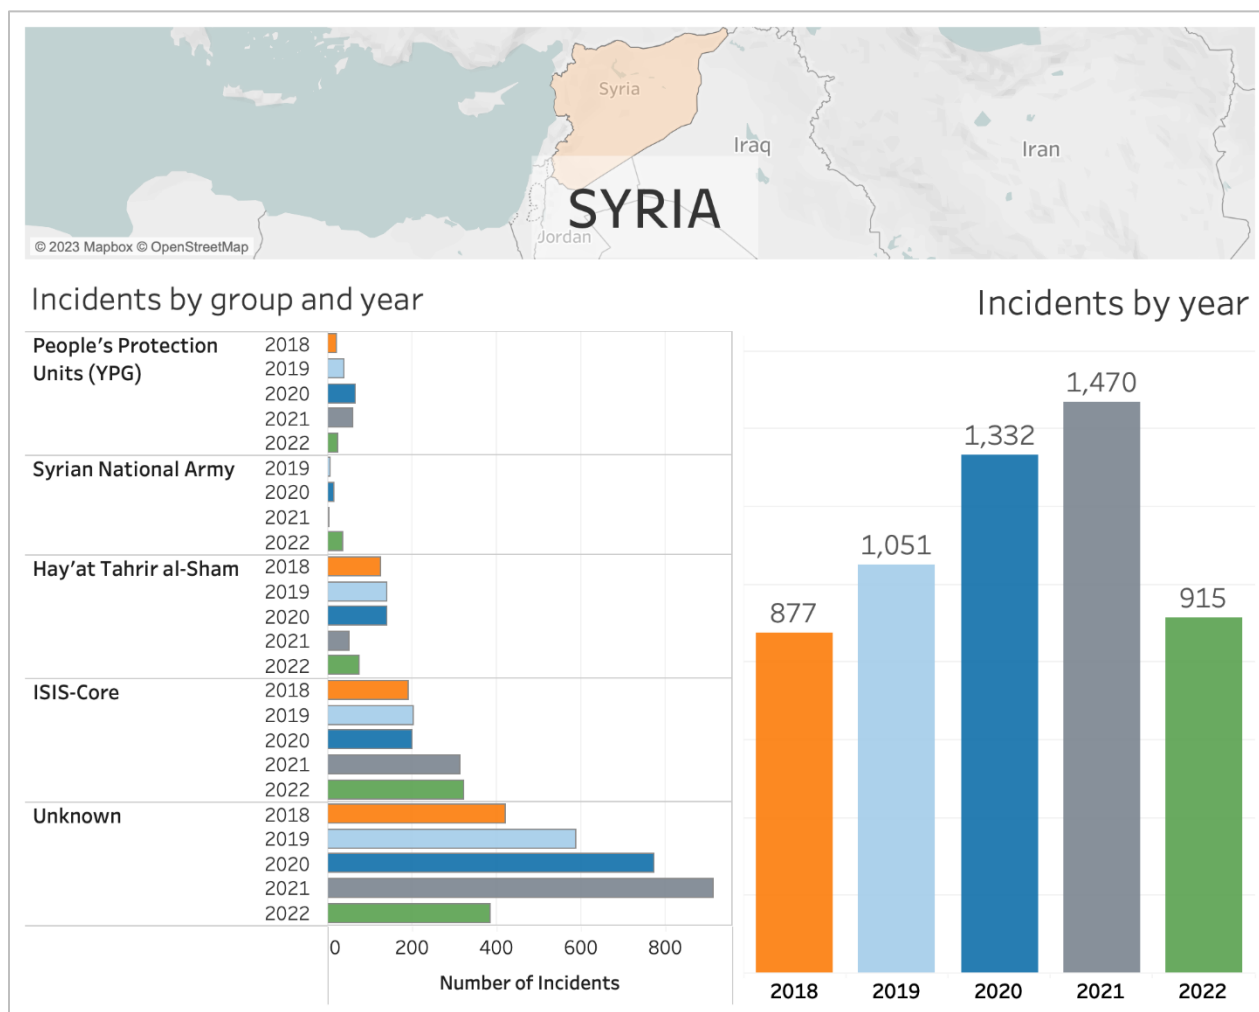 Syria
Iraq
Iran
SYRIA
Jordan
© 2023 Mapbox © OpenStreetMap
Incidents by group and year
People’s Protection
Units (YPG)
2018
2019
2020
2021
2022
Syrian National Army
2019
2020
2021
2022
Hay’at Tahrir al-Sham
2018
2019
2020
2021
2022
ISIS-Core
2018
2019
2020
2021
2022
Unknown
2018
2019
2020
2021
2022
0 200 400 600 800
Number of Incidents
Incidents by year
877
1,051
1,332
1,470
915
2018 2019 2020 2021 2022